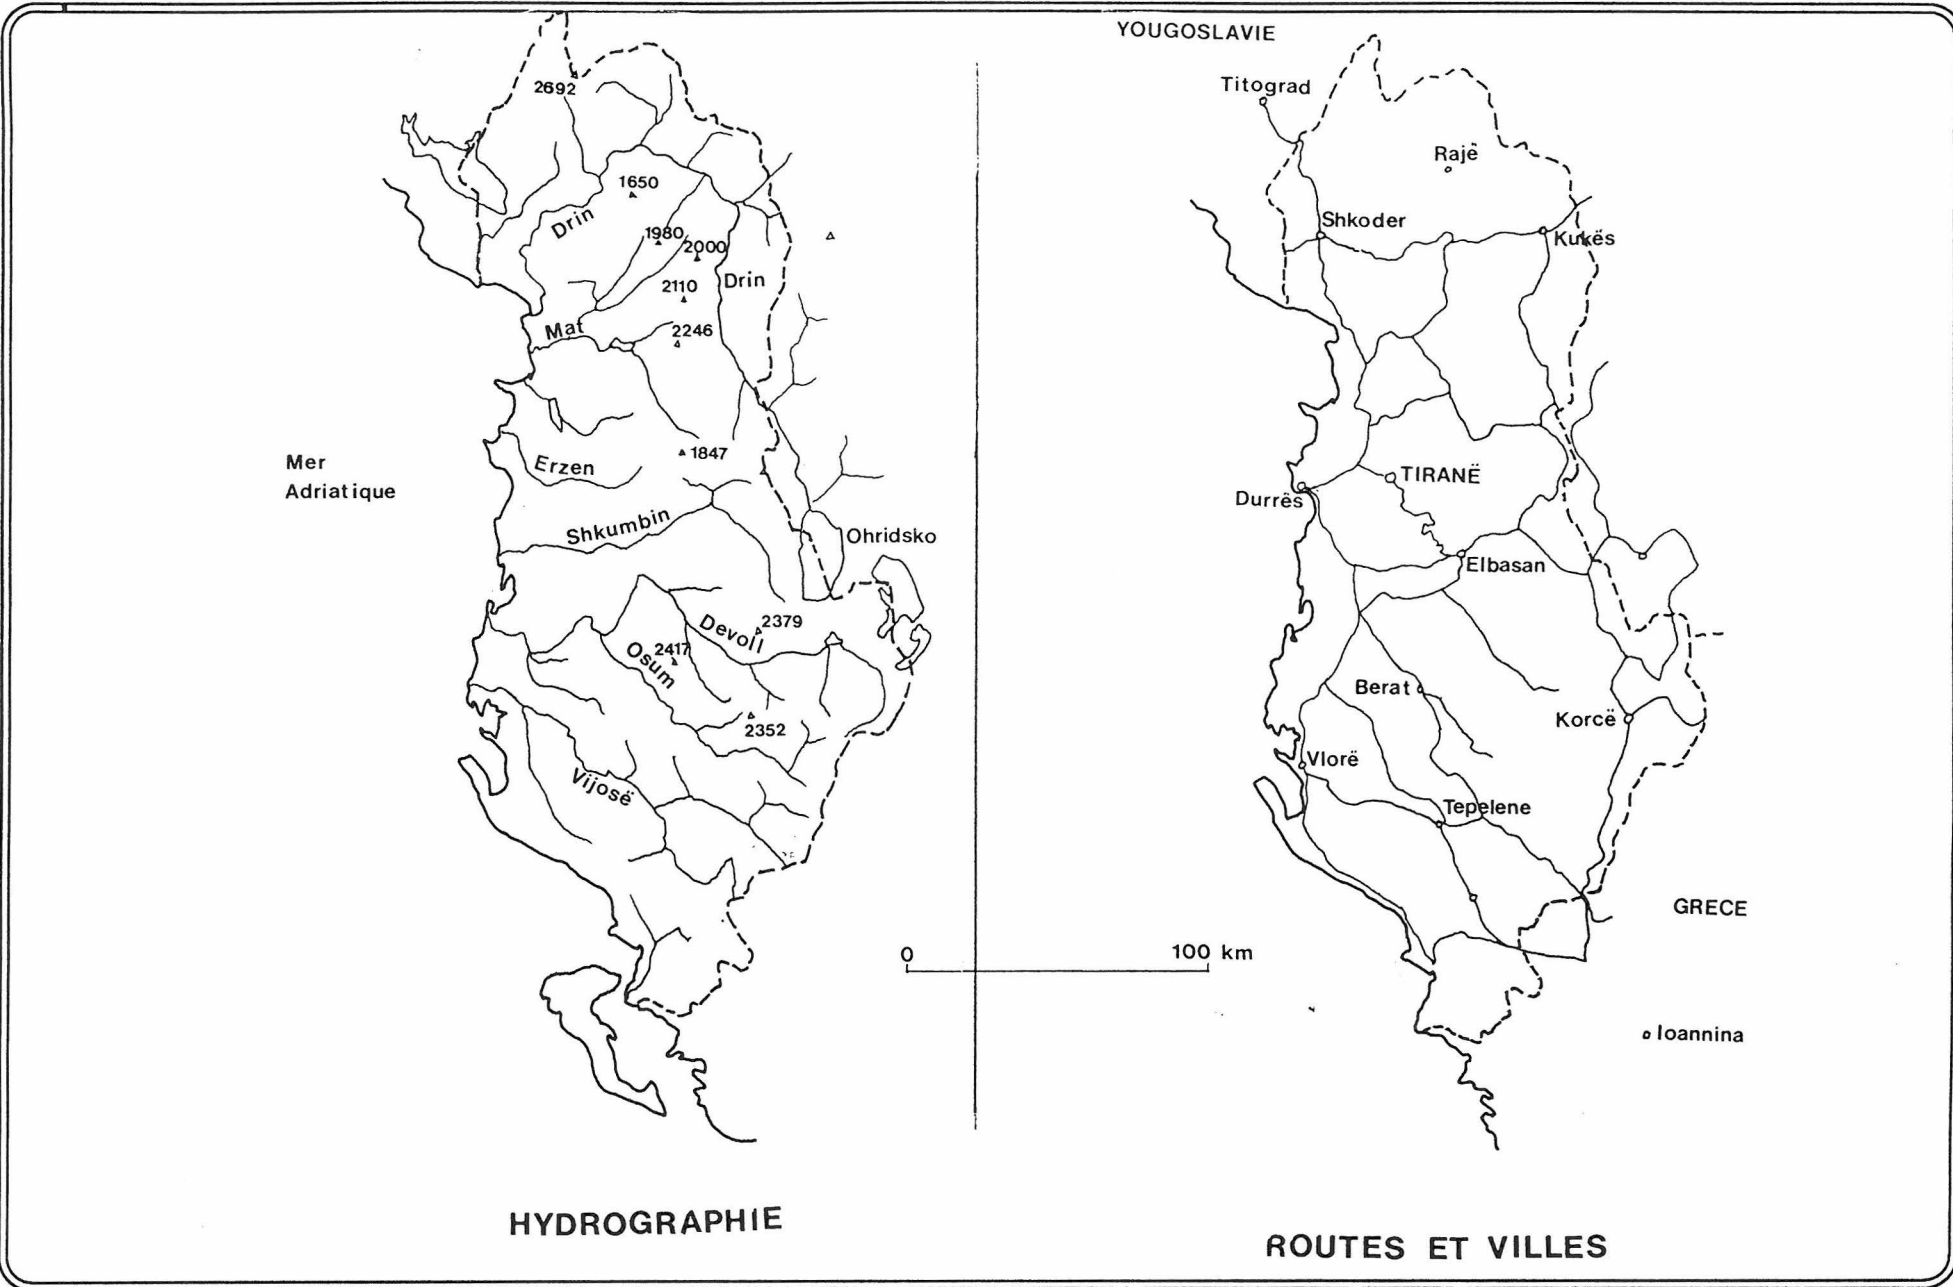 2692
1650
Drin
1980
2000
2110
Drin
Mat
2246
Mer
Adriatique
1847
Erzen
Shkumbin
Ohridsko
2379
Devoll
2417
Osum
2352
Vijosë
HYDROGRAPHIE
0 100 km
YOUGOSLAVIE
Titograd
Rajë
Shkoder
Kukës
TIRANË
Durrës
Elbasan
Berat
Korcë
Vlorë
Tepelene
GRECE
Ioannina
ROUTES ET VILLES